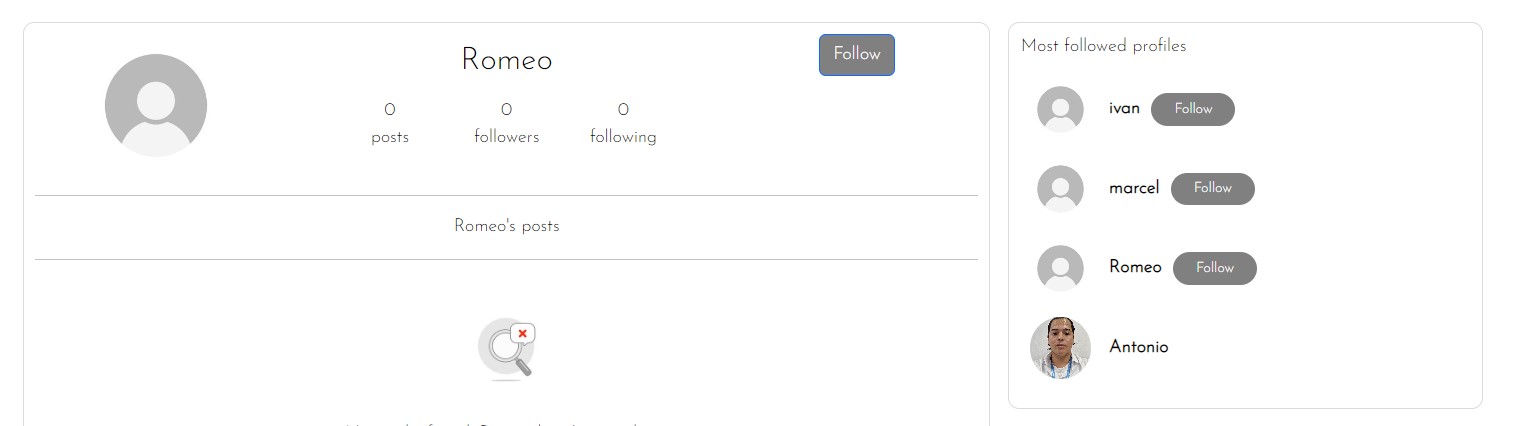 Romeo
Follow
0 0 0
posts followers following
Romeo's posts
Most followed profiles
ivan Follow
marcel Follow
Romeo Follow
Antonio